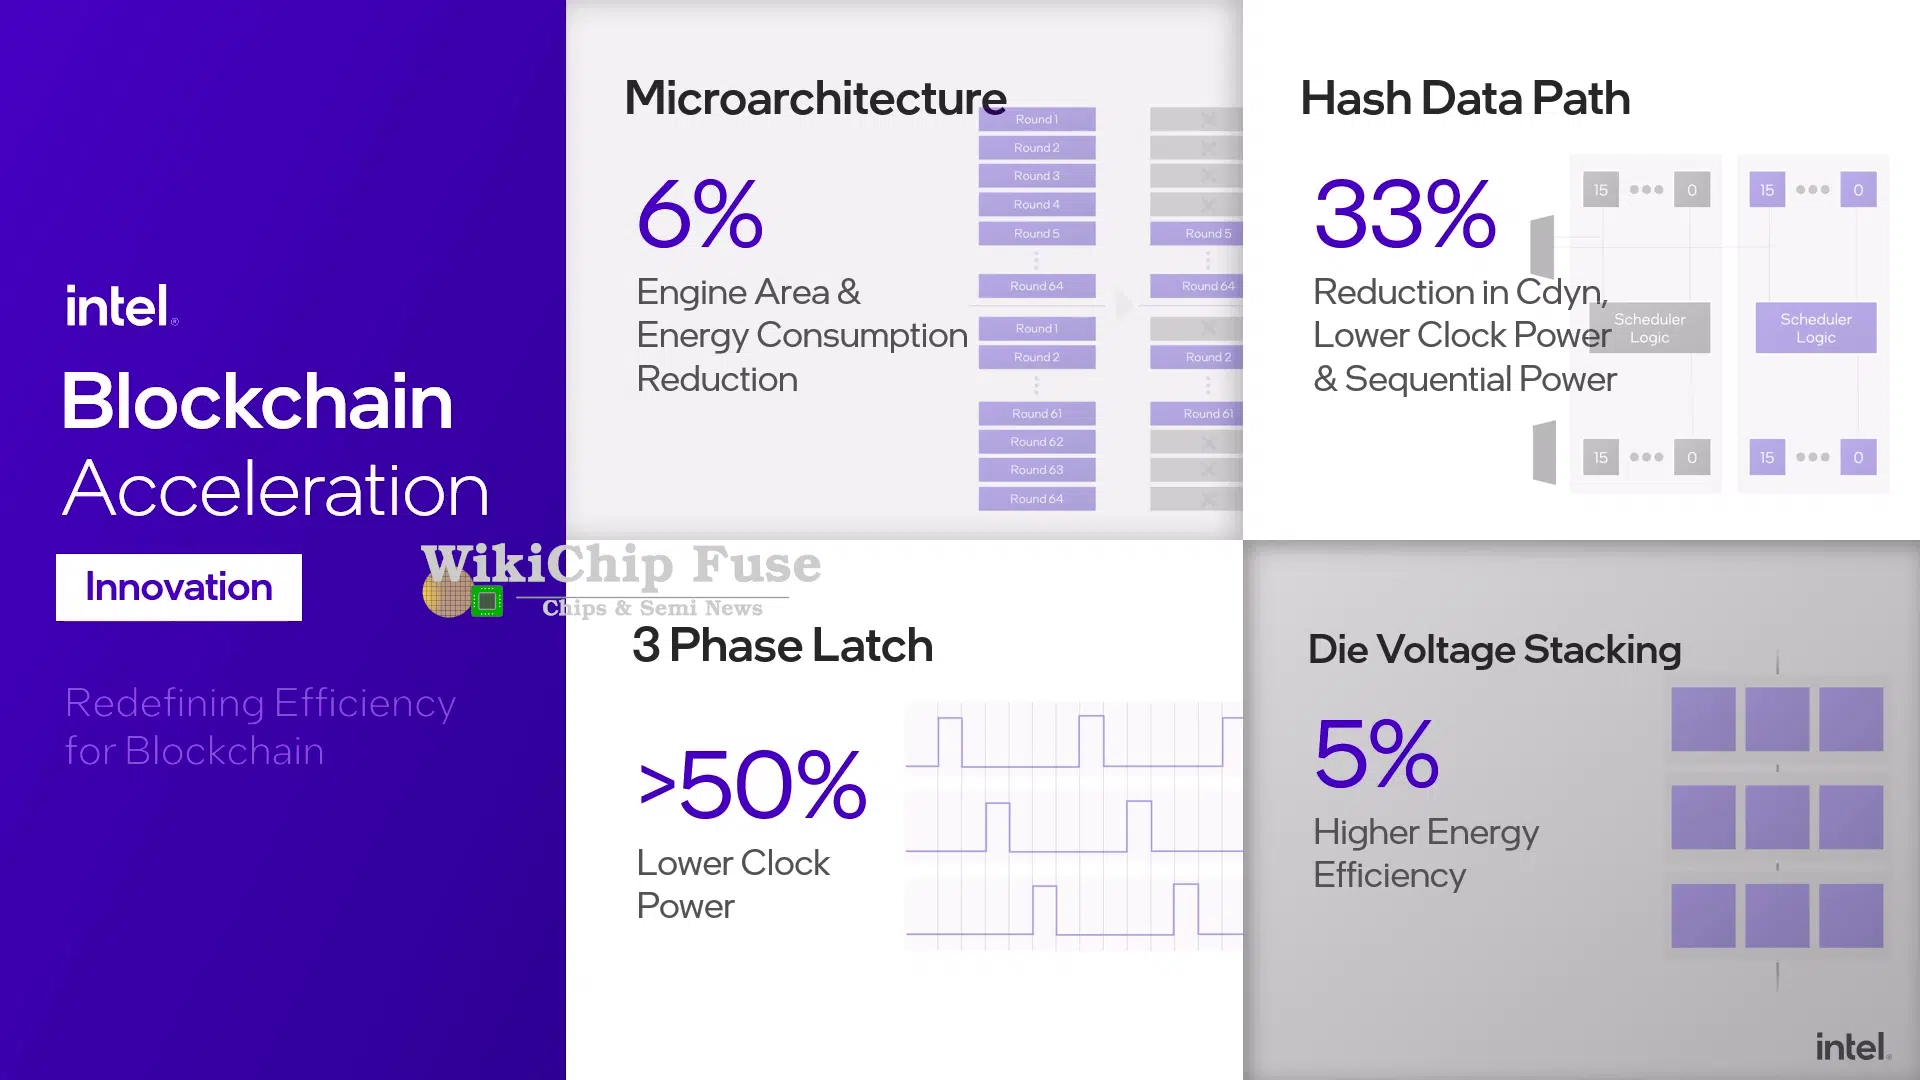 intel®
Blockchain
Acceleration
Innovation
Redefining Efficiency
for Blockchain
WikiChip Fuse
Chips & Semi News
Microarchitecture
6%
Engine Area &
Energy Consumption
Reduction
Round 1
Round 2
Round 3
Round 4
Round 5
Round 64
Round 1
Round 2
Round 61
Round 62
Round 63
Round 64
Round 5
Round 64
Round 2
Round 61
Hash Data Path
33%
Reduction in Cdyn,
Lower Clock Power
& Sequential Power
15 ••• 0
15 ••• 0
Scheduler
Logic
Scheduler
Logic
15 ••• 0
15 ••• 0
3 Phase Latch
>50%
Lower Clock
Power
Die Voltage Stacking
5%
Higher Energy
Efficiency
intel®